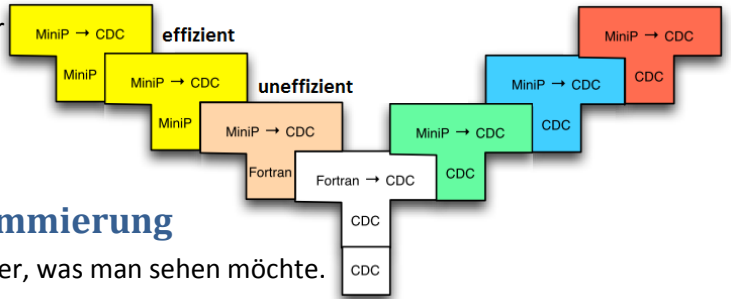 r
MiniP → CDC
effizient
MiniP → CDC
MiniP
MiniP → CDC
MiniP → CDC
CDC
MiniP
uneffizient
CDC
MiniP → CDC
MiniP → CDC
Fortran
Fortran → CDC
CDC
mmierung
CDC
er, was man sehen möchte.
CDC